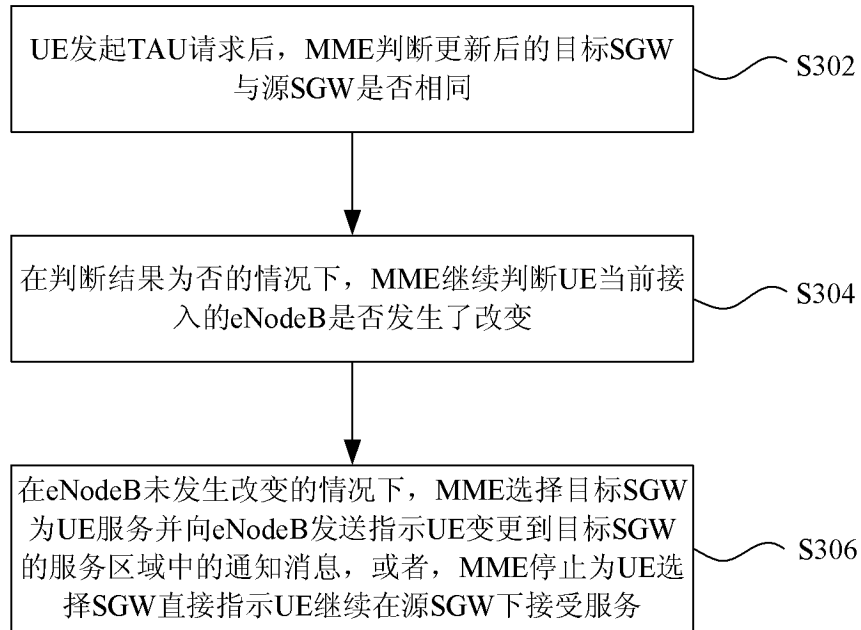 UE发起TAU请求后，MME判断更新后的目标SGW
与源SGW是否相同
S302
在判断结果为否的情况下，MME继续判断UE当前接
入的eNodeB是否发生了改变
S304
在eNodeB未发生改变的情况下，MME选择目标SGW
为UE服务并向eNodeB发送指示UE变更到目标SGW
的服务区域中的通知消息，或者，MME停止为UE选
择SGW直接指示UE继续在源SGW下接受服务
S306